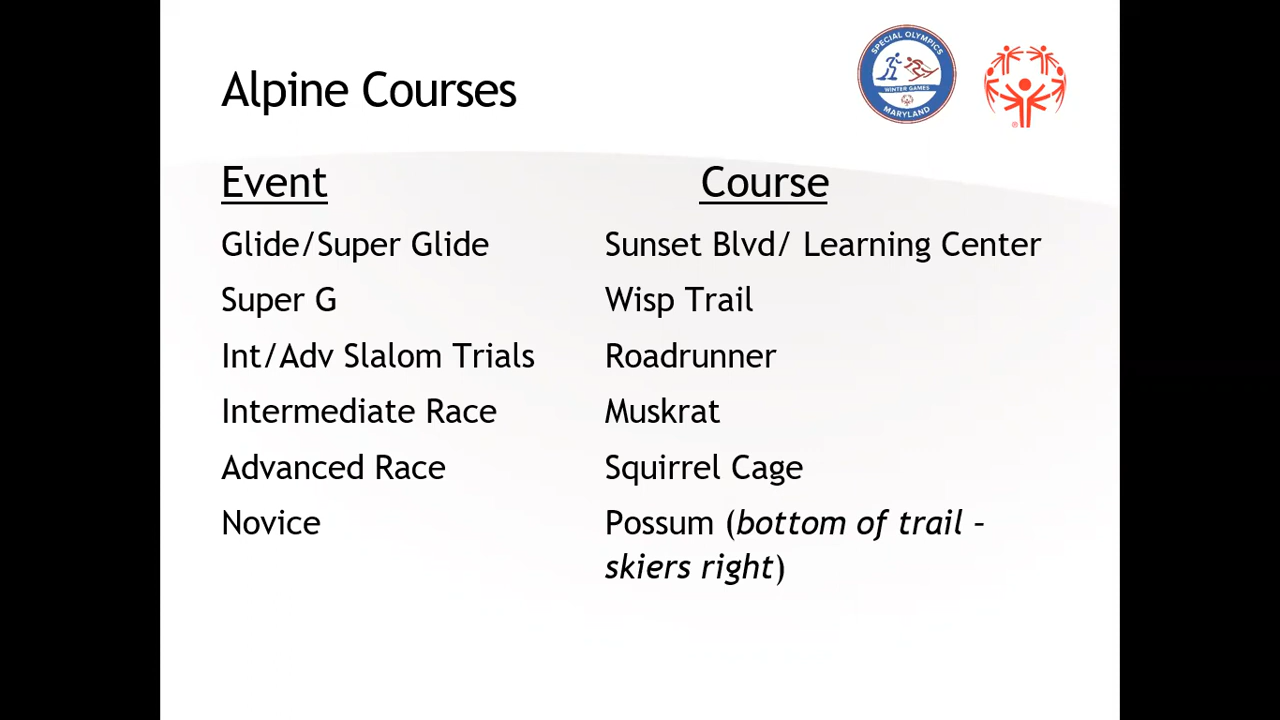 Alpine Courses
SPECIAL OLYMPICS
WINTER GAMES
MARYLAND
®
Event Course
Glide/Super Glide Sunset Blvd/ Learning Center
Super G Wisp Trail
Int/Adv Slalom Trials Roadrunner
Intermediate Race Muskrat
Advanced Race Squirrel Cage
Novice Possum (bottom of trail –
skiers right)